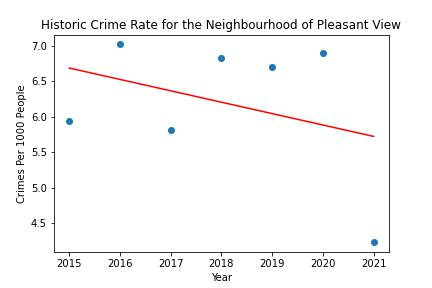 Historic Crime Rate for the Neighbourhood of Pleasant View
7.0
6.5
6.0
5.5
5.0
4.5
Crimes Per 1000 People
2015 2016 2017 2018 2019 2020 2021
Year